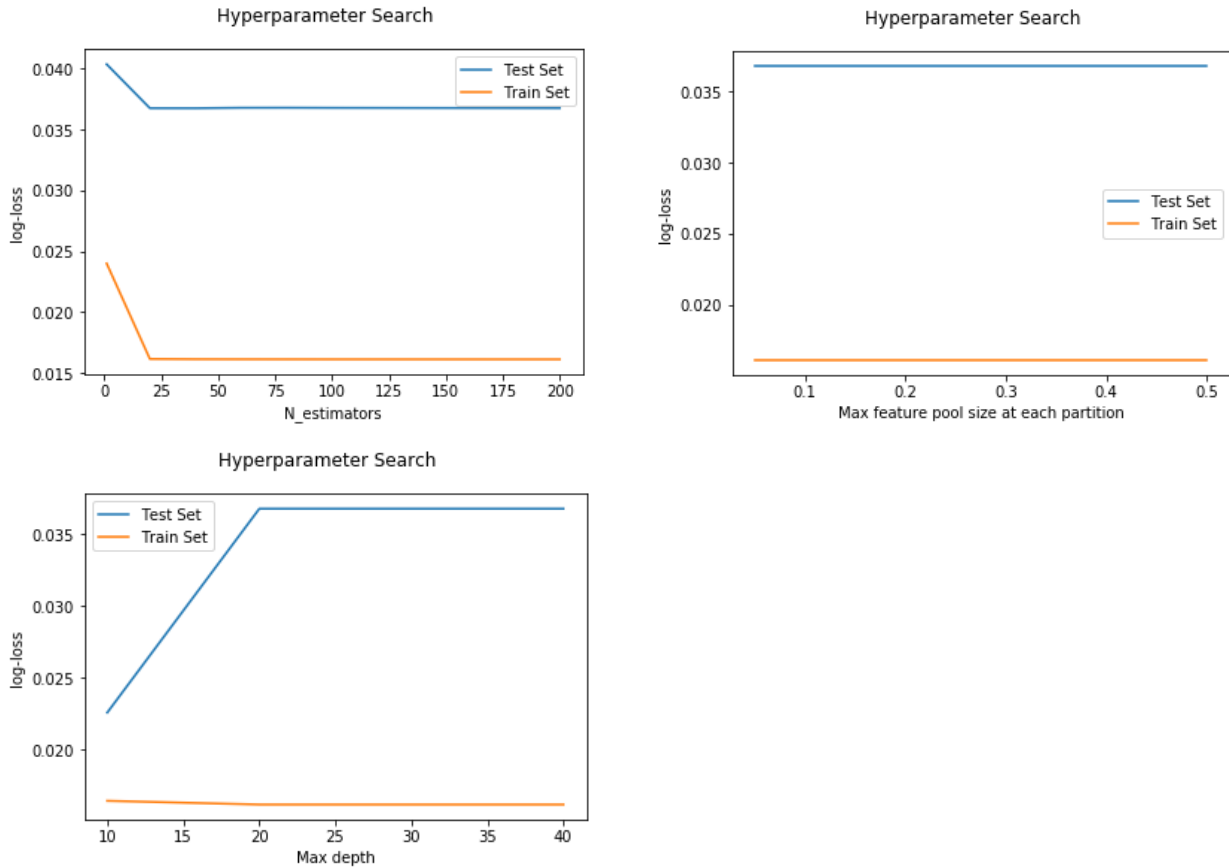 Hyperparameter Search
0.040
0.035
0.030
0.025
0.020
0.015
log-loss
Test Set
Train Set
0 25 50 75 100 125 150 175 200
N_estimators
Hyperparameter Search
0.035
0.030
0.025
0.020
log-loss
Test Set
Train Set
0.1 0.2 0.3 0.4 0.5
Max feature pool size at each partition
Hyperparameter Search
0.035
0.030
0.025
0.020
log-loss
Test Set
Train Set
10 15 20 25 30 35 40
Max depth